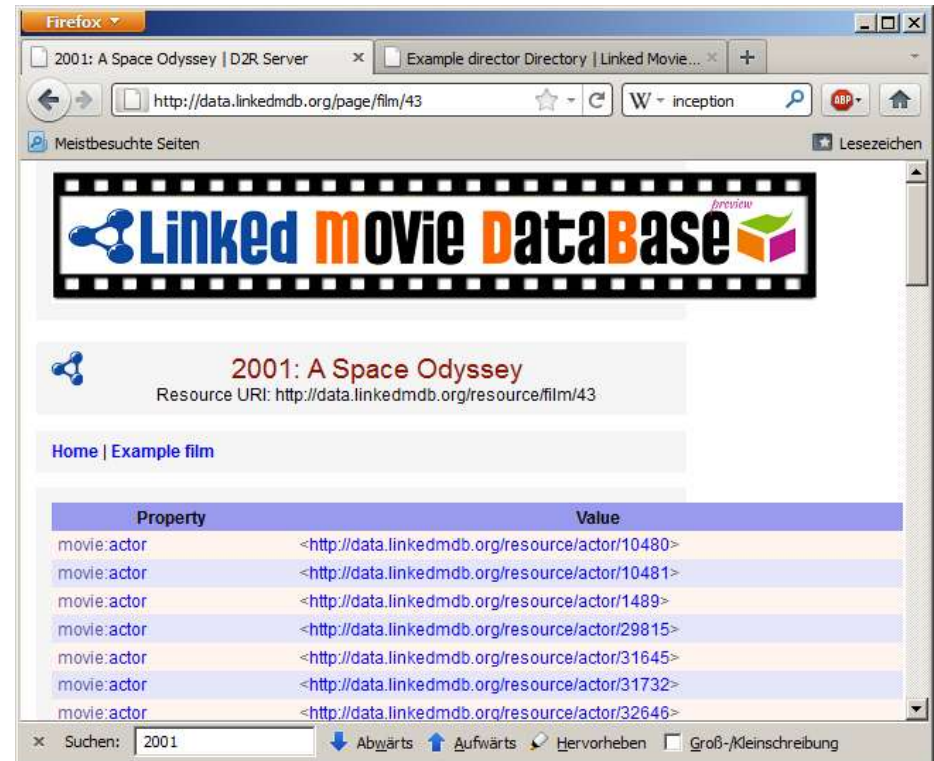 Firefox
2001: A Space Odyssey | D2R Server × Example director Directory | Linked Movie... × +
http://data.linkedmdb.org/page/film/43 W inception ABP
Meistbesuchte Seiten Lesezeichen
preview
Linked Movie DataBase
2001: A Space Odyssey
Resource URI: http://data.linkedmdb.org/resource/film/43
Home | Example film
Property Value
movie:actor <http://data.linkedmdb.org/resource/actor/10480>
movie:actor <http://data.linkedmdb.org/resource/actor/10481>
movie:actor <http://data.linkedmdb.org/resource/actor/1489>
movie:actor <http://data.linkedmdb.org/resource/actor/29815>
movie:actor <http://data.linkedmdb.org/resource/actor/31645>
movie:actor <http://data.linkedmdb.org/resource/actor/31732>
movie:actor <http://data.linkedmdb.org/resource/actor/32646>
× Suchen: 2001 Abwärts Aufwärts Hervorheben Groß-/Kleinschreibung